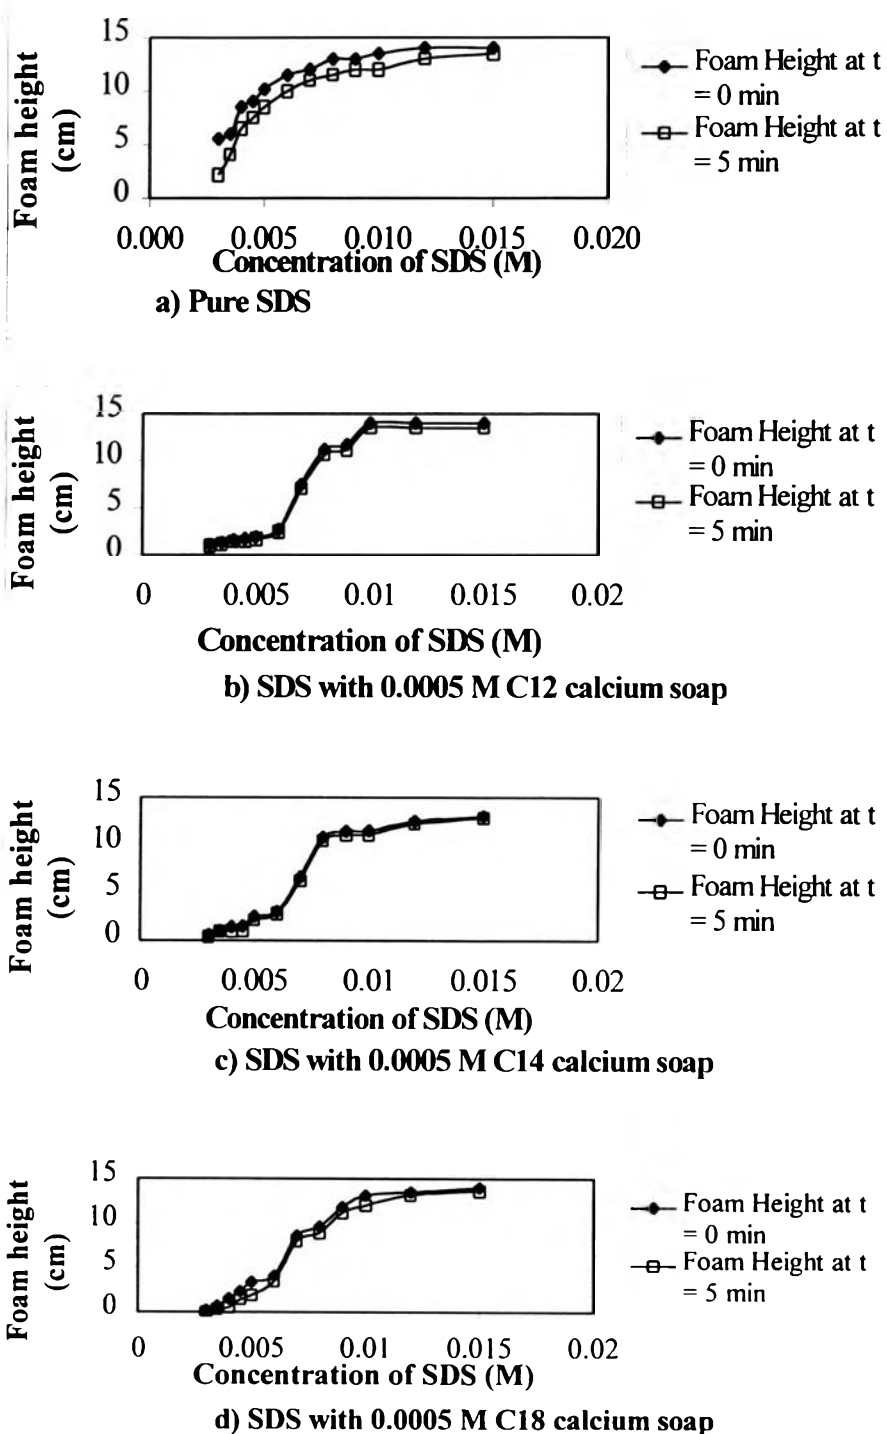 Foam height
(cm)
15
10
5
0
0.000 0.005 0.010 0.015 0.020
Concentration of SDS (M)
Foam Height at t
= 0 min
Foam Height at t
= 5 min
a) Pure SDS
Foam height
(cm)
15
10
5
0
0 0.005 0.01 0.015 0.02
Concentration of SDS (M)
Foam Height at t
= 0 min
Foam Height at t
= 5 min
b) SDS with 0.0005 M C12 calcium soap
Foam height
(cm)
15
10
5
0
0 0.005 0.01 0.015 0.02
Concentration of SDS (M)
Foam Height at t
= 0 min
Foam Height at t
= 5 min
c) SDS with 0.0005 M C14 calcium soap
Foam height
(cm)
15
10
5
0
0 0.005 0.01 0.015 0.02
Concentration of SDS (M)
Foam Height at t
= 0 min
Foam Height at t
= 5 min
d) SDS with 0.0005 M C18 calcium soap